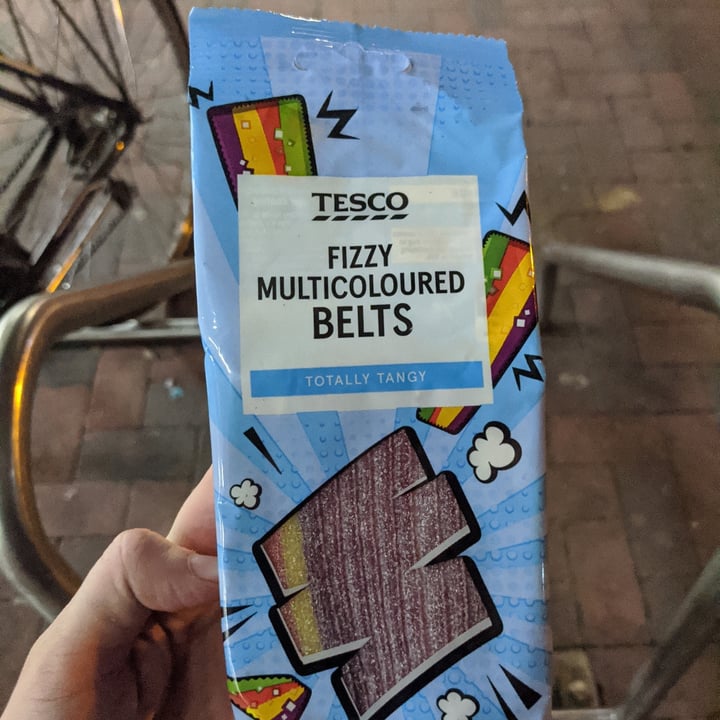 TESCO
FIZZY
MULTICOLOURED
BELTS
TOTALLY TANGY